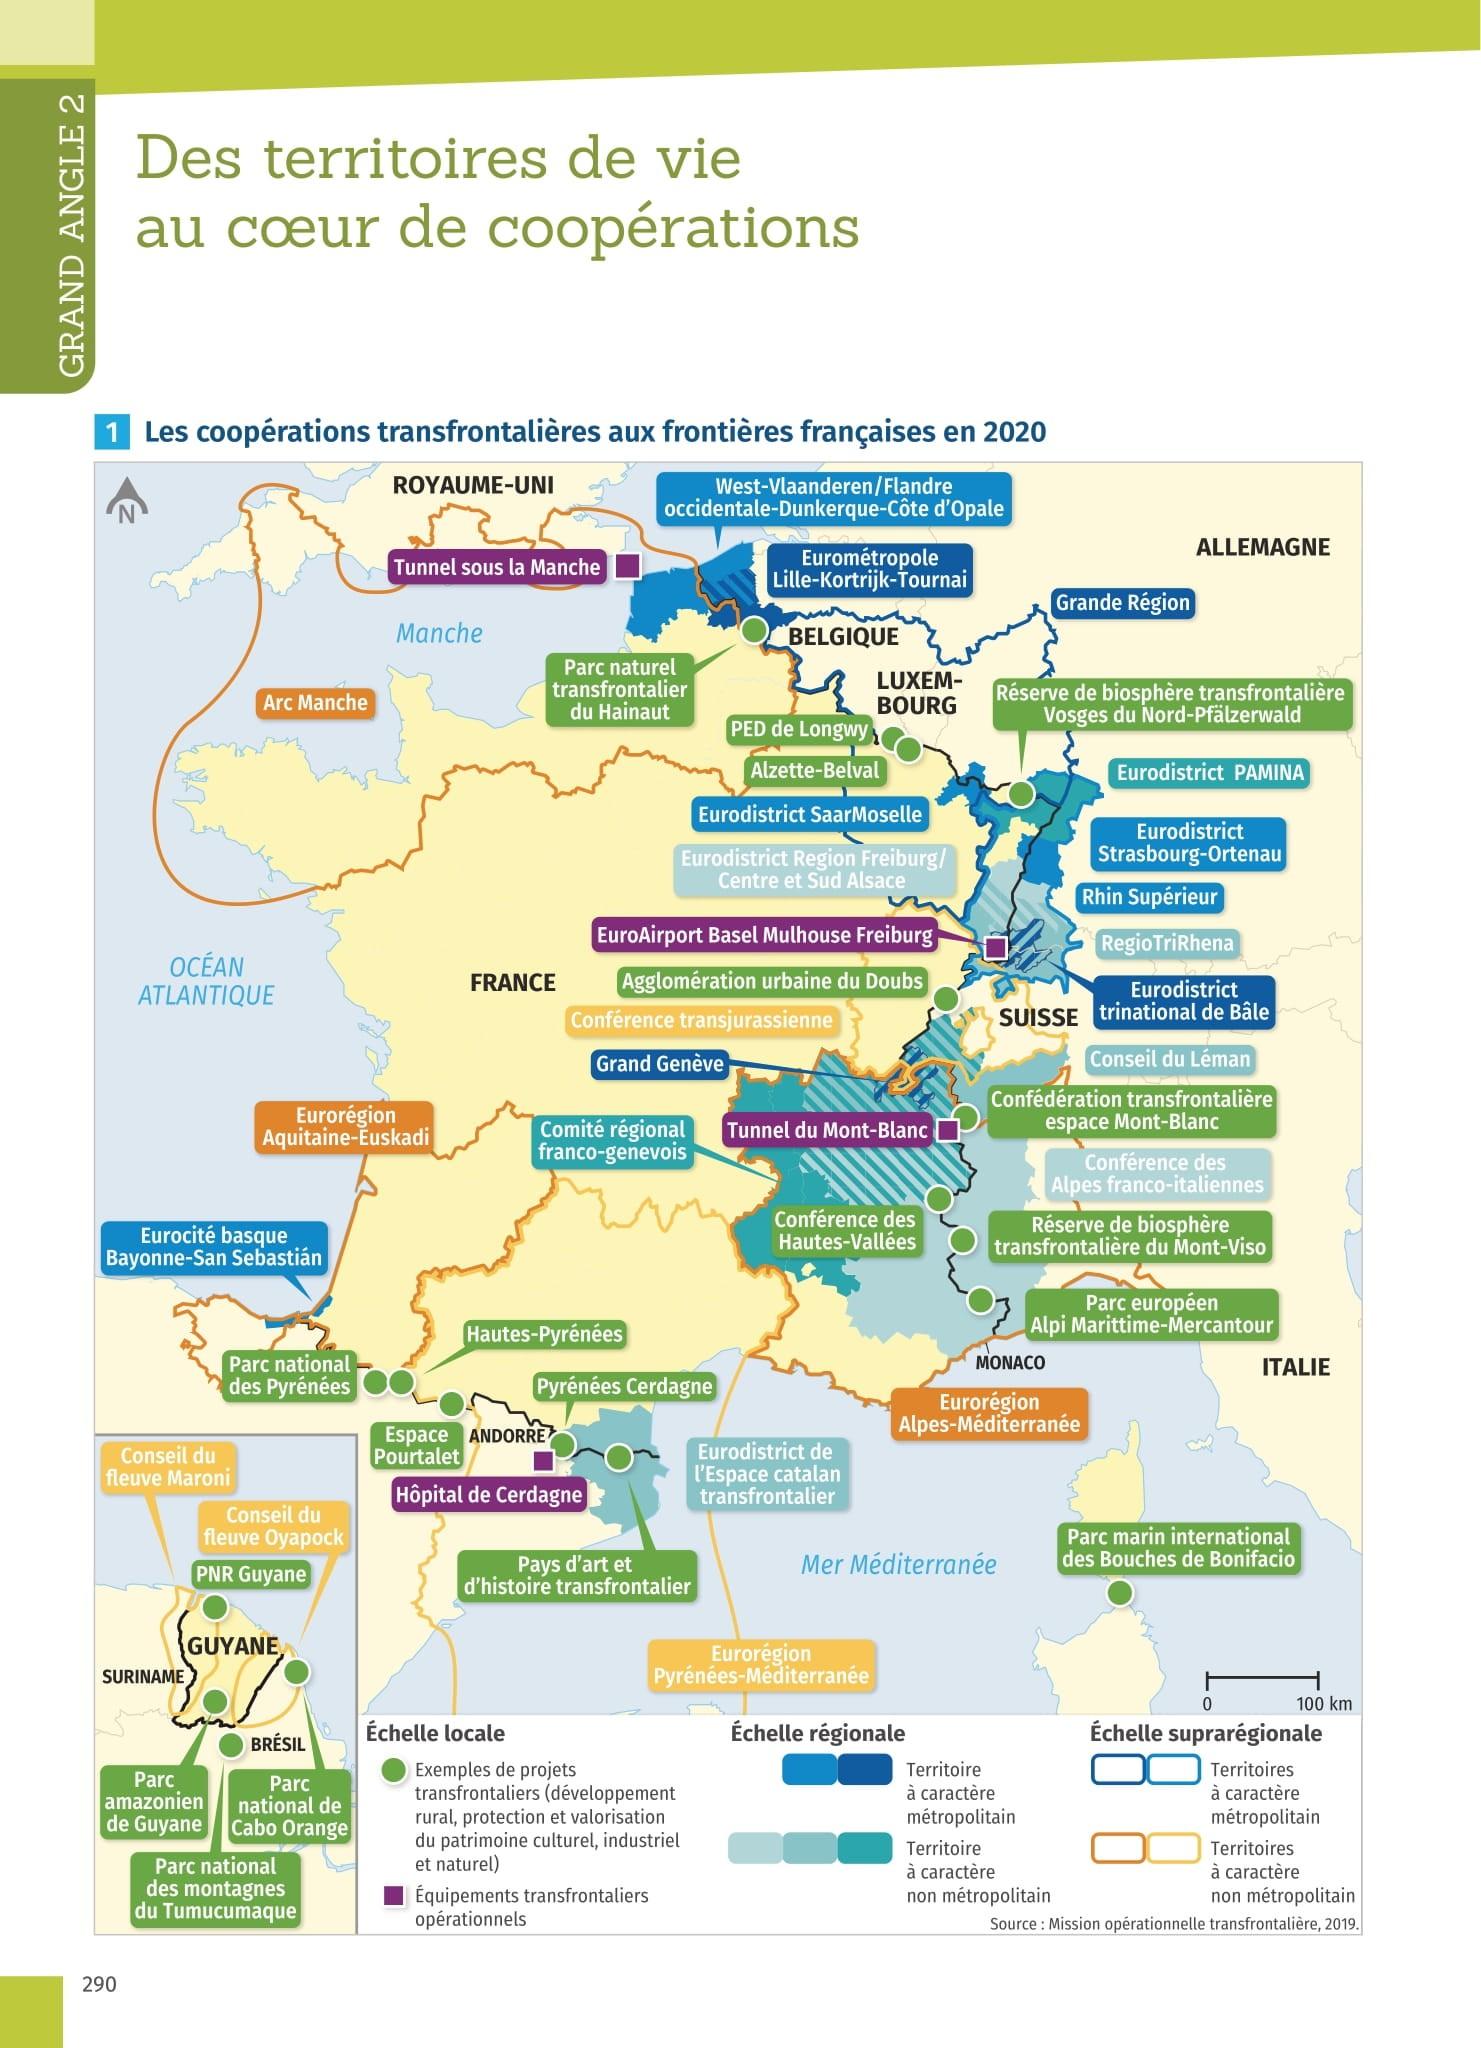 GRAND ANGLE 2
Des territoires de vie
au cœur de coopérations
1 Les coopérations transfrontalières aux frontières françaises en 2020
N
ROYAUME-UNI
West-Vlaanderen/Flandre
occidentale-Dunkerque-Côte d'Opale
ALLEMAGNE
Tunnel sous la Manche
Eurométropole
Lille-Kortrijk-Tournai
Grande Région
Manche
BELGIQUE
Parc naturel
transfrontalier
du Hainaut
LUXEM-
BOURG
Arc Manche
Réserve de biosphère transfrontalière
Vosges du Nord-Pfälzerwald
PED de Longwy
Alzette-Belval
Eurodistrict PAMINA
Eurodistrict SaarMoselle
Eurodistrict
Strasbourg-Ortenau
Eurodistrict Region Freiburg/
Centre et Sud Alsace
Rhin Supérieur
EuroAirport Basel Mulhouse Freiburg
RegioTriRhena
OCÉAN
ATLANTIQUE
FRANCE
Agglomération urbaine du Doubs
Eurodistrict
trinational de Bâle
Conférence transjurassienne
SUISSE
Grand Genève
Conseil du Léman
Confédération transfrontalière
espace Mont-Blanc
Eurorégion
Aquitaine-Euskadi
Comité régional
franco-genevois
Tunnel du Mont-Blanc
Conférence des
Alpes franco-italiennes
Conférence des
Hautes-Vallées
Réserve de biosphère
transfrontalière du Mont-Viso
Eurocité basque
Bayonne-San Sebastián
Parc européen
Alpi Marittime-Mercantour
Hautes-Pyrénées
MONACO
ITALIE
Parc national
des Pyrénées
Pyrénées Cerdagne
Eurorégion
Alpes-Méditerranée
Espace
Pourtalet
ANDORRE
Eurodistrict de
l'Espace catalan
transfrontalier
Hôpital de Cerdagne
Conseil du
fleuve Maroni
Conseil du
fleuve Oyapock
Parc marin international
des Bouches de Bonifacio
Mer Méditerranée
Pays d'art et
d'histoire transfrontalier
PNR Guyane
GUYANE
SURINAME
Eurorégion
Pyrénées-Méditerranée
0 100 km
BRÉSIL
Parc
amazonien
de Guyane
Parc
national de
Cabo Orange
Parc national
des montagnes
du Tumucumaque
Échelle locale
Exemples de projets
transfrontaliers (développement
rural, protection et valorisation
du patrimoine culturel, industriel
et naturel)
Équipements transfrontaliers
opérationnels
Échelle régionale
Territoire
à caractère
métropolitain
Territoire
à caractère
non métropolitain
Échelle suprarégionale
Territoires
à caractère
métropolitain
Territoires
à caractère
non métropolitain
Source : Mission opérationnelle transfrontalière, 2019.
290